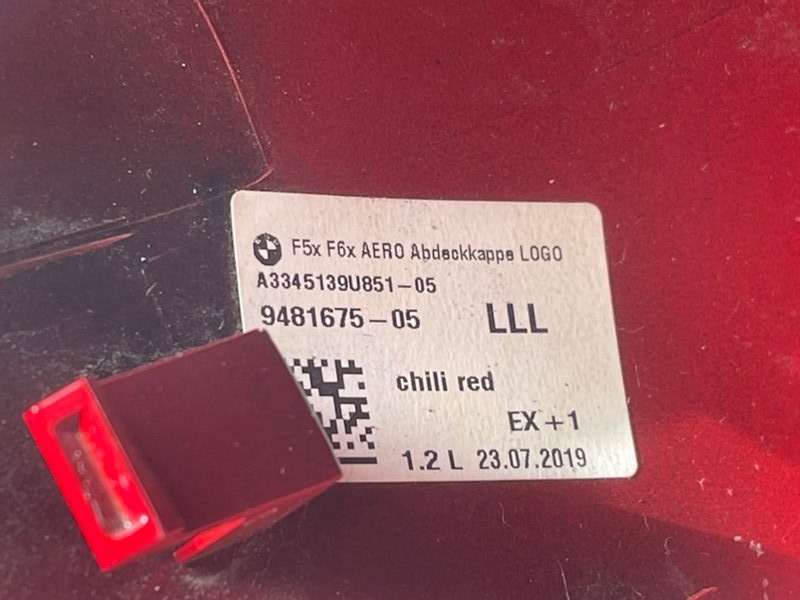 F5x F6x AERO Abdeckkappe LOGO
A3345139U851-05
9481675-05 LLL
chili red
EX+1
1.2 L 23.07.2019